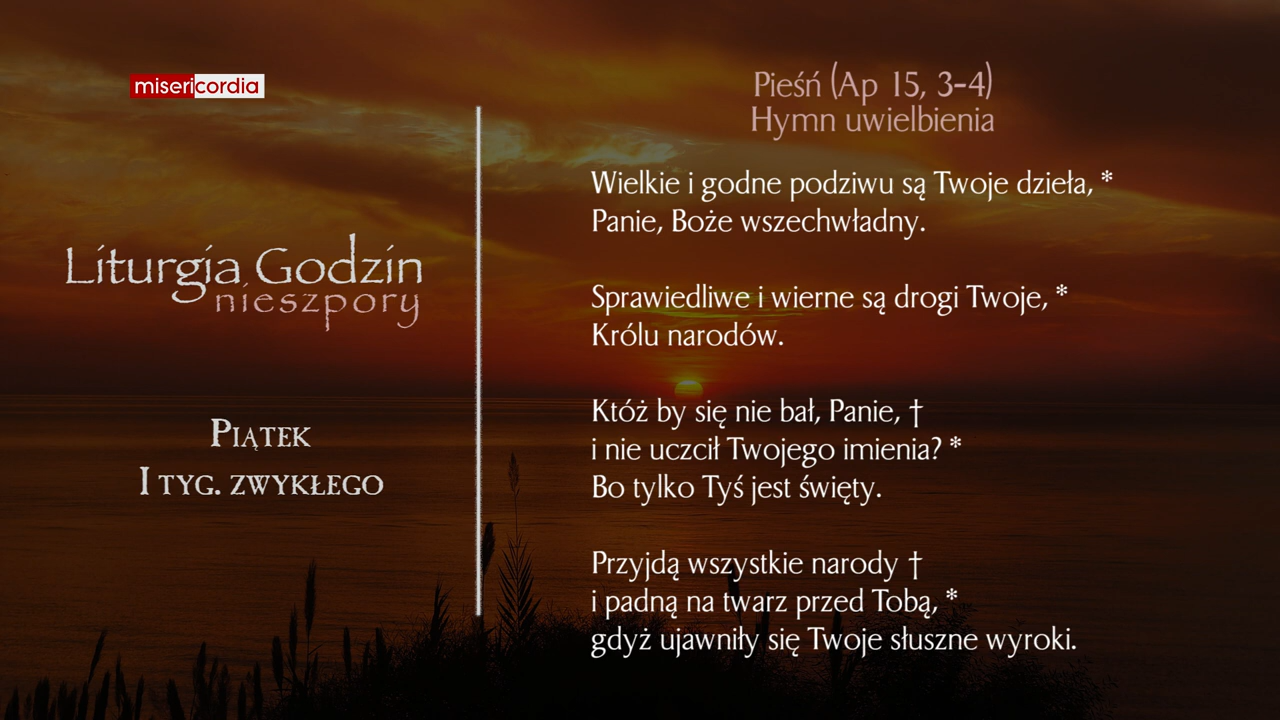 misericordia
Liturgia Godzin
nieszpory
Piątek
I tyg. zwykłego
Pieśń (Ap 15, 3-4)
Hymn uwielbienia
Wielkie i godne podziwu są Twoje dzieła, *
Panie, Boże wszechwładny.
Sprawiedliwe i wierne są drogi Twoje, *
Królu narodów.
Któż by się nie bał, Panie, †
i nie uczcił Twojego imienia? *
Bo tylko Tyś jest święty.
Przyjdą wszystkie narody †
i padną na twarz przed Tobą, *
gdyż ujawniły się Twoje słuszne wyroki.